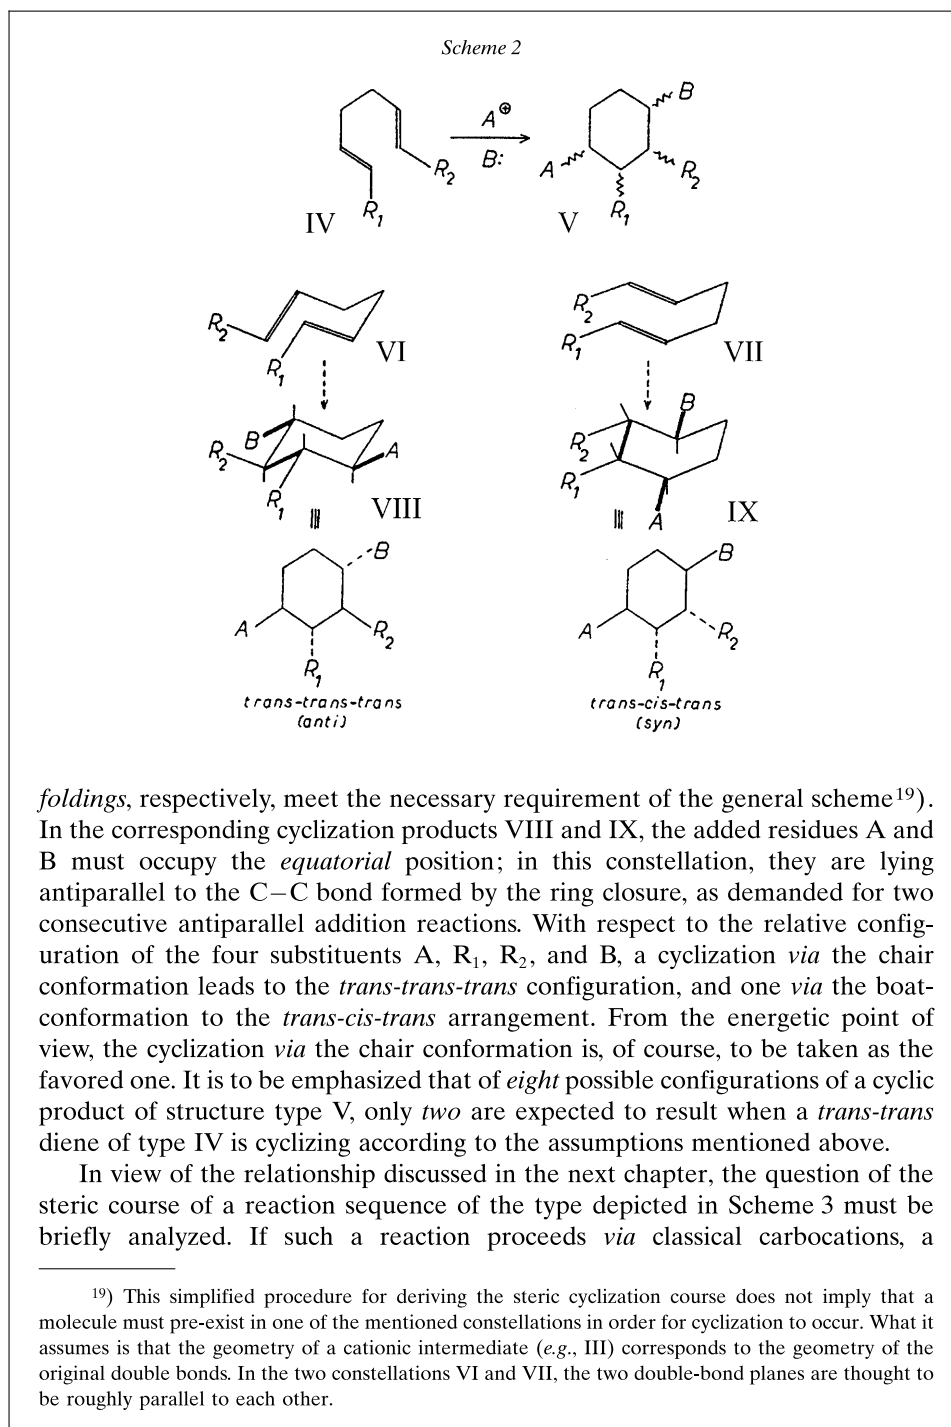 Scheme 2
A⊕
B:
R₂
R₁
IV
B
A
R₂
R₁
V
R₂
R₁
VI
R₂
R₁
VII
B
R₂
A
R₁
VIII
B
R₂
R₁
A
IX
B
A
R₂
R₁
trans-trans-trans
(anti)
B
A
R₂
R₁
trans-cis-trans
(syn)
foldings, respectively, meet the necessary requirement of the general scheme¹⁹).
In the corresponding cyclization products VIII and IX, the added residues A and
B must occupy the equatorial position; in this constellation, they are lying
antiparallel to the C−C bond formed by the ring closure, as demanded for two
consecutive antiparallel addition reactions. With respect to the relative config-
uration of the four substituents A, R₁, R₂, and B, a cyclization via the chair
conformation leads to the trans-trans-trans configuration, and one via the boat-
conformation to the trans-cis-trans arrangement. From the energetic point of
view, the cyclization via the chair conformation is, of course, to be taken as the
favored one. It is to be emphasized that of eight possible configurations of a cyclic
product of structure type V, only two are expected to result when a trans-trans
diene of type IV is cyclizing according to the assumptions mentioned above.
In view of the relationship discussed in the next chapter, the question of the
steric course of a reaction sequence of the type depicted in Scheme 3 must be
briefly analyzed. If such a reaction proceeds via classical carbocations, a
¹⁹) This simplified procedure for deriving the steric cyclization course does not imply that a
molecule must pre-exist in one of the mentioned constellations in order for cyclization to occur. What it
assumes is that the geometry of a cationic intermediate (e.g., III) corresponds to the geometry of the
original double bonds. In the two constellations VI and VII, the two double-bond planes are thought to
be roughly parallel to each other.